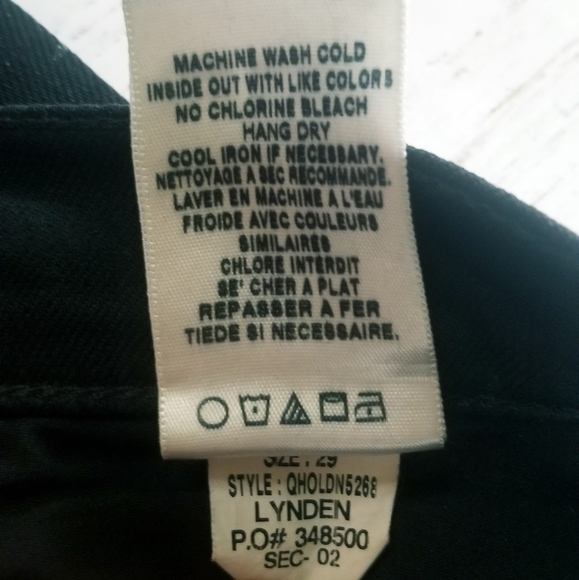 MACHINE WASH COLD
INSIDE OUT WITH LIKE COLORS
NO CHLORINE BLEACH
HANG DRY
COOL IRON IF NECESSARY.
NETTOYAGE A SEC RECOMMANDE.
LAVER EN MACHINE A L'EAU
FROIDE AVEC COULEURS
SIMILAIRES
CHLORE INTERDIT
SE' CHER A PLAT
REPASSER A FER
TIEDE SI NECESSAIRE.
SIZE : 29
STYLE : QHOLDN5268
LYNDEN
P.O# 348500
SEC- 02